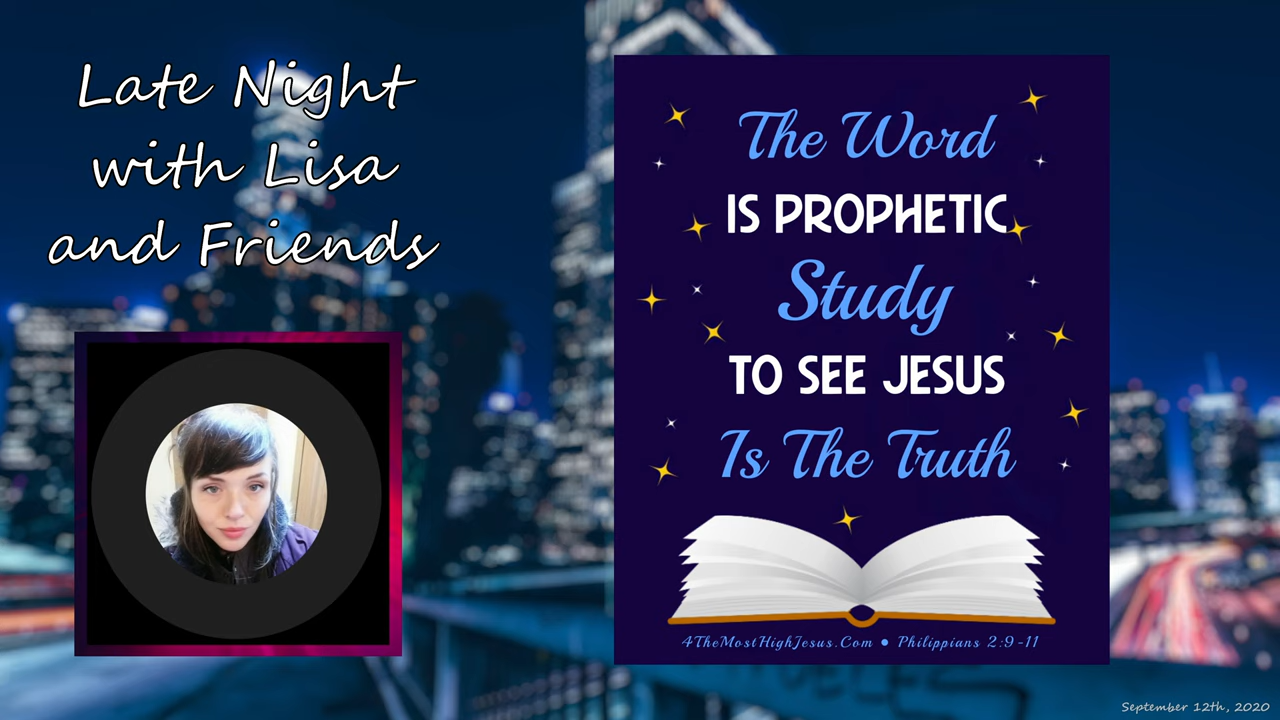 Late Night
with Lisa
and Friends
The Word
IS PROPHETIC
Study
TO SEE JESUS
Is The Truth
4TheMostHighJesus.Com • Philippians 2:9-11
September 12th, 2020